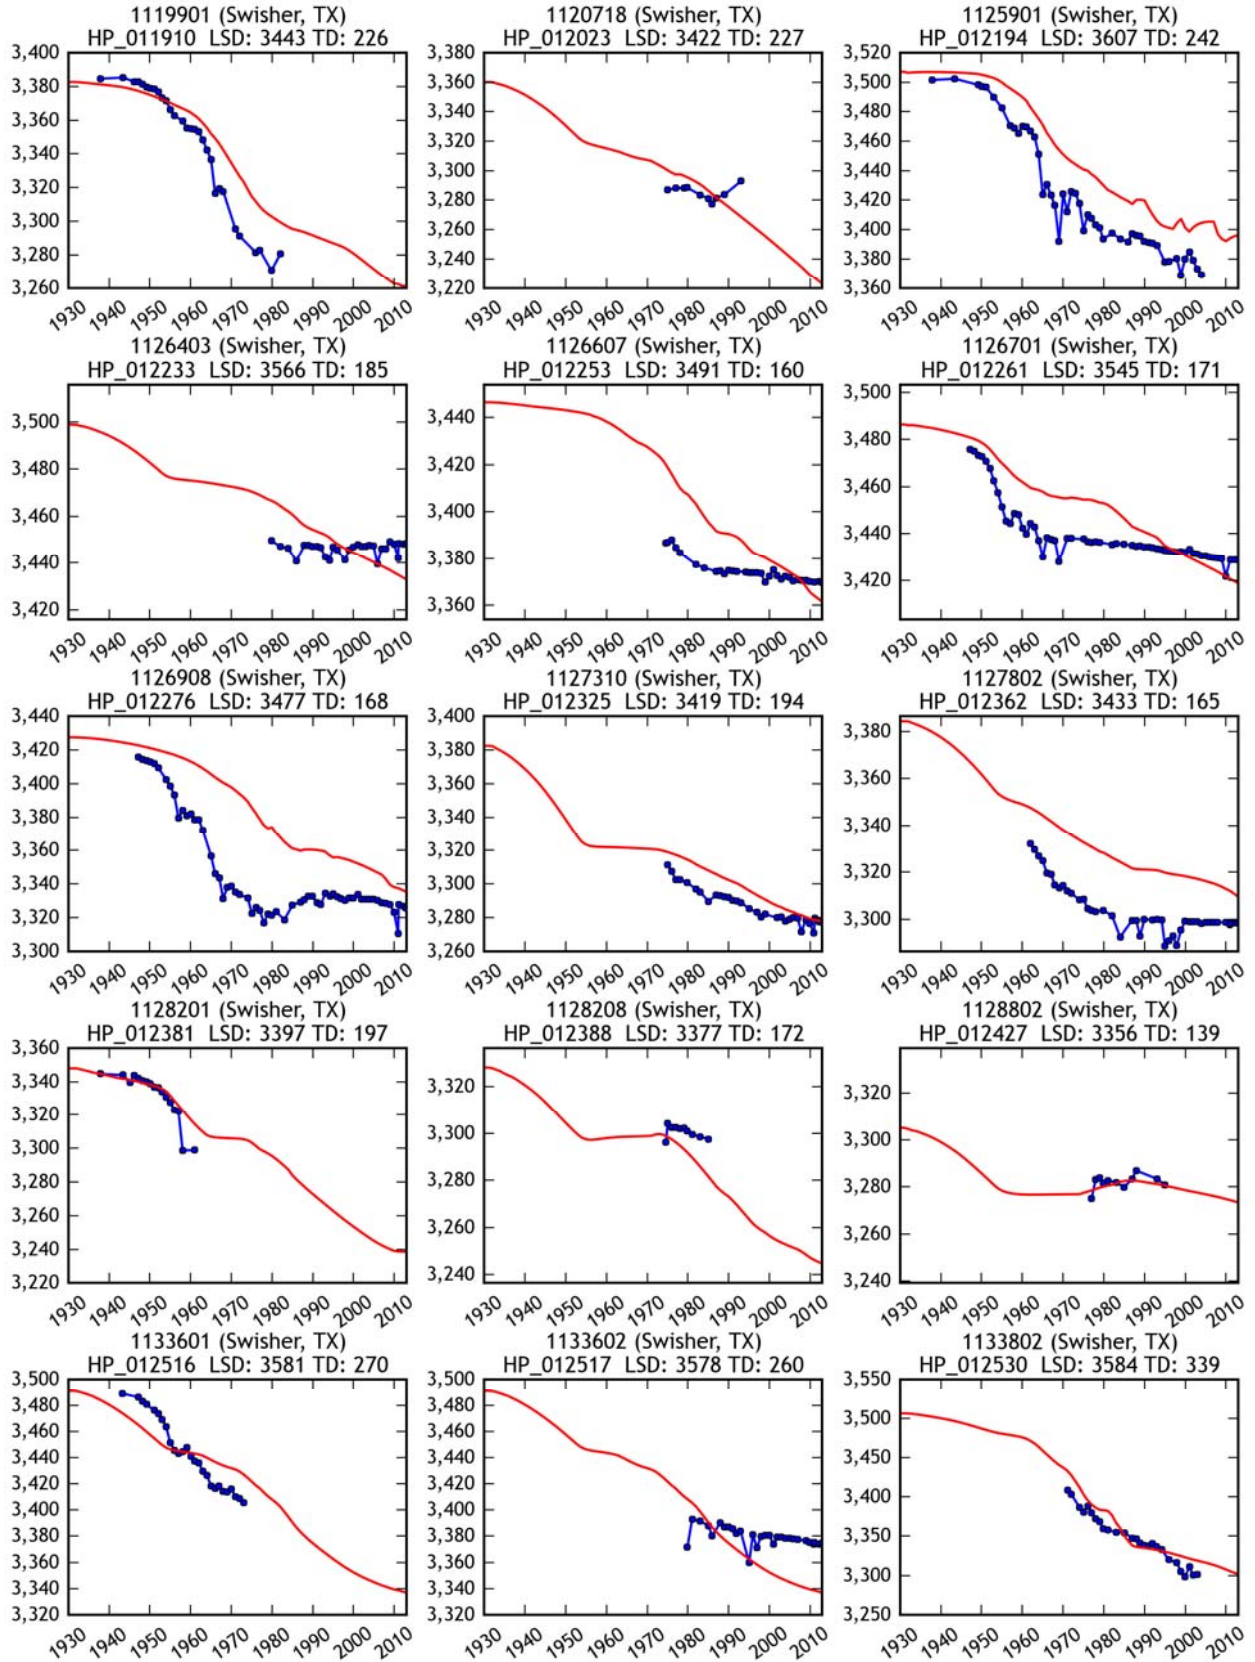 1119901 (Swisher, TX) 1120718 (Swisher, TX) 1125901 (Swisher, TX)
HP_011910 LSD: 3443 TD: 226 HP_012023 LSD: 3422 TD: 227 HP_012194 LSD: 3607 TD: 242
3,400 3,380 3,520
3,380 3,360 3,500
3,360 3,340 3,480
3,340 3,320 3,460
3,320 3,300 3,440
3,300 3,280 3,420
3,280 3,260 3,400
3,260 3,240 3,380
3,220 3,360
1930 1940 1950 1960 1970 1980 1990 2000 2010 1930 1940 1950 1960 1970 1980 1990 2000 2010 1930 1940 1950 1960 1970 1980 1990 2000 2010
1126403 (Swisher, TX) 1126607 (Swisher, TX) 1126701 (Swisher, TX)
HP_012233 LSD: 3566 TD: 185 HP_012253 LSD: 3491 TD: 160 HP_012261 LSD: 3545 TD: 171
3,500 3,440 3,500
3,480 3,420 3,480
3,460 3,400 3,460
3,440 3,380 3,440
3,420 3,360 3,420
1930 1940 1950 1960 1970 1980 1990 2000 2010 1930 1940 1950 1960 1970 1980 1990 2000 2010 1930 1940 1950 1960 1970 1980 1990 2000 2010
1126908 (Swisher, TX) 1127310 (Swisher, TX) 1127802 (Swisher, TX)
HP_012276 LSD: 3477 TD: 168 HP_012325 LSD: 3419 TD: 194 HP_012362 LSD: 3433 TD: 165
3,440 3,400 3,380
3,420 3,380 3,360
3,400 3,360 3,340
3,380 3,340 3,320
3,360 3,320 3,300
3,340 3,300
3,320 3,280
3,300 3,260
1930 1940 1950 1960 1970 1980 1990 2000 2010 1930 1940 1950 1960 1970 1980 1990 2000 2010 1930 1940 1950 1960 1970 1980 1990 2000 2010
1128201 (Swisher, TX) 1128208 (Swisher, TX) 1128802 (Swisher, TX)
HP_012381 LSD: 3397 TD: 197 HP_012388 LSD: 3377 TD: 172 HP_012427 LSD: 3356 TD: 139
3,360 3,320 3,320
3,340 3,300 3,300
3,320 3,280 3,280
3,300 3,260 3,260
3,280 3,240 3,240
3,260
3,240
3,220
1930 1940 1950 1960 1970 1980 1990 2000 2010 1930 1940 1950 1960 1970 1980 1990 2000 2010 1930 1940 1950 1960 1970 1980 1990 2000 2010
1133601 (Swisher, TX) 1133602 (Swisher, TX) 1133802 (Swisher, TX)
HP_012516 LSD: 3581 TD: 270 HP_012517 LSD: 3578 TD: 260 HP_012530 LSD: 3584 TD: 339
3,500 3,500 3,550
3,480 3,480 3,500
3,460 3,460 3,450
3,440 3,440 3,400
3,420 3,420 3,350
3,400 3,400 3,300
3,380 3,380 3,250
3,360 3,360
3,340 3,340
3,320 3,320
1930 1940 1950 1960 1970 1980 1990 2000 2010 1930 1940 1950 1960 1970 1980 1990 2000 2010 1930 1940 1950 1960 1970 1980 1990 2000 2010